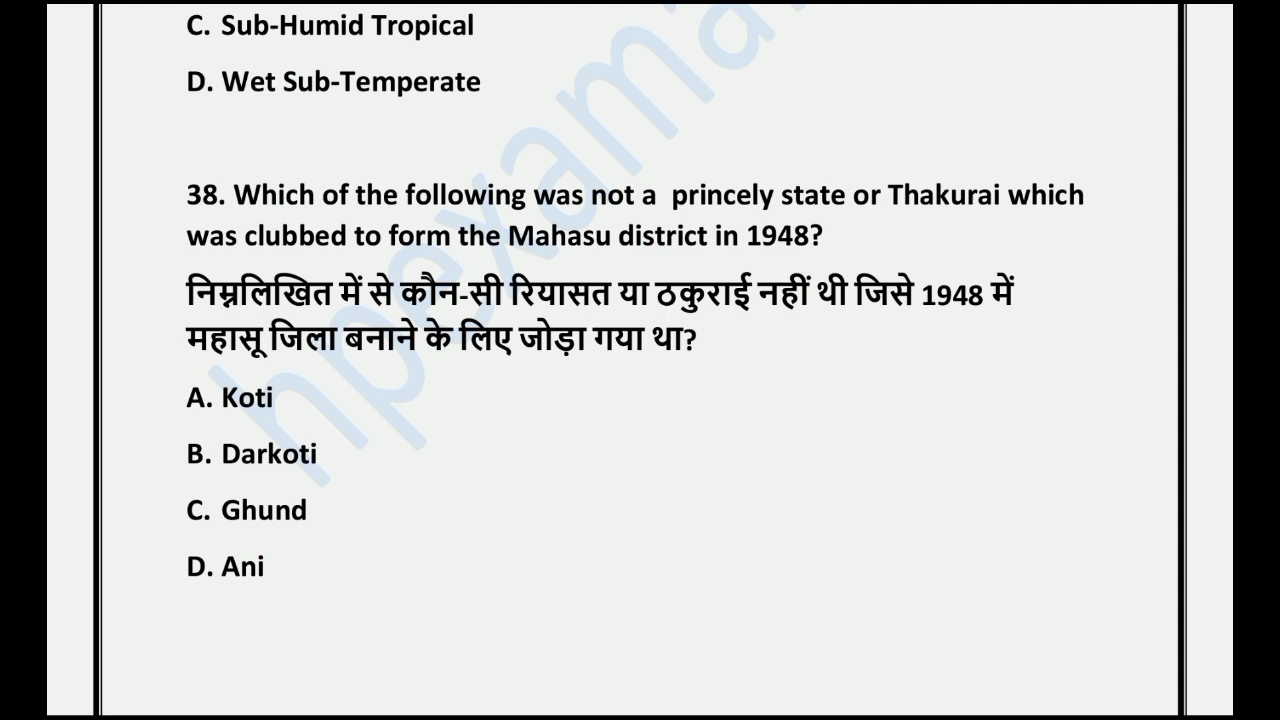 C. Sub-Humid Tropical
D. Wet Sub-Temperate
38. Which of the following was not a princely state or Thakurai which
was clubbed to form the Mahasu district in 1948?
निम्नलिखित में से कौन-सी रियासत या ठकुराई नहीं थी जिसे 1948 में
महासू जिला बनाने के लिए जोड़ा गया था?
A. Koti
B. Darkoti
C. Ghund
D. Ani
hpexama